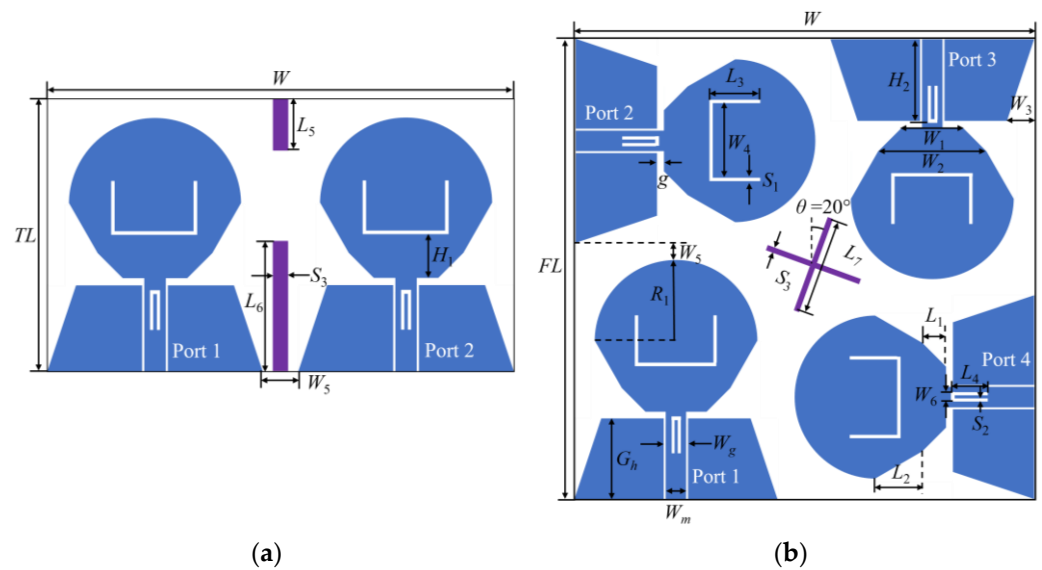 W
L5
TL
H1
S3
L6
Port 1
Port 2
W5
(a)
W
Port 2
L3
W4
g
S1
H2
Port 3
W3
W1
W2
θ =20°
L7
S3
FL
W5
R1
L1
Port 4
L4
W6
S2
L2
Gh
Wg
Port 1
Wm
(b)